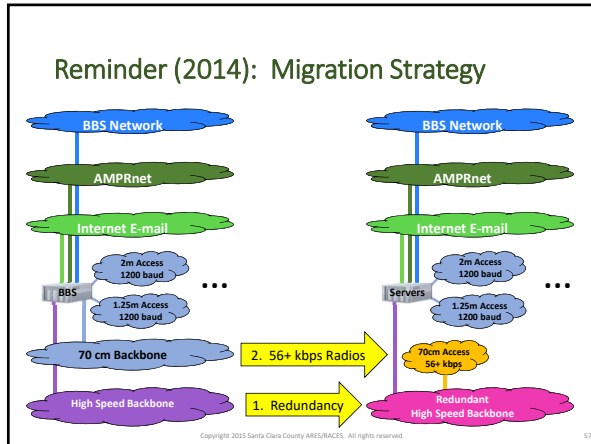 Reminder (2014): Migration Strategy
BBS Network
AMPRnet
Internet E-mail
2m Access
1200 baud
BBS
...
1.25m Access
1200 baud
70 cm Backbone
High Speed Backbone
2. 56+ kbps Radios
1. Redundancy
BBS Network
AMPRnet
Internet E-mail
2m Access
1200 baud
Servers
...
1.25m Access
1200 baud
70cm Access
56+ kbps
Redundant
High Speed Backbone
Copyright 2015 Santa Clara County ARES/RACES. All rights reserved.
57